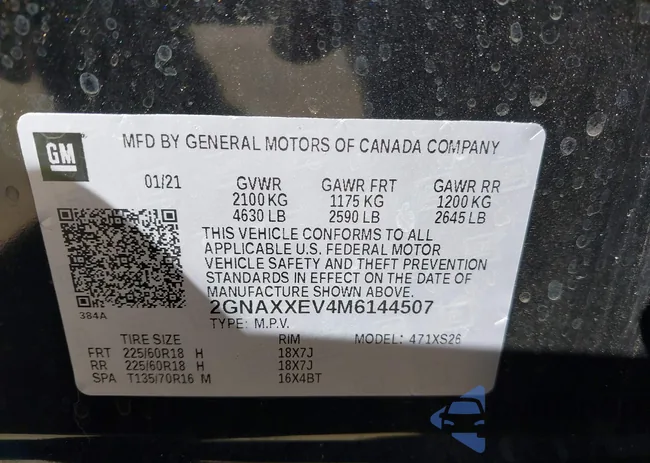 GM
MFD BY GENERAL MOTORS OF CANADA COMPANY
01/21 GVWR GAWR FRT GAWR RR
2100 KG 1175 KG 1200 KG
4630 LB 2590 LB 2645 LB
THIS VEHICLE CONFORMS TO ALL
APPLICABLE U.S. FEDERAL MOTOR
VEHICLE SAFETY AND THEFT PREVENTION
STANDARDS IN EFFECT ON THE DATE OF
MANUFACTURE SHOWN ABOVE.
384A
2GNAXXEV4M6144507
TYPE: M.P.V.
TIRE SIZE RIM MODEL: 471XS26
FRT 225/60R18 H 18X7J
RR 225/60R18 H 18X7J
SPA T135/70R16 M 16X4BT